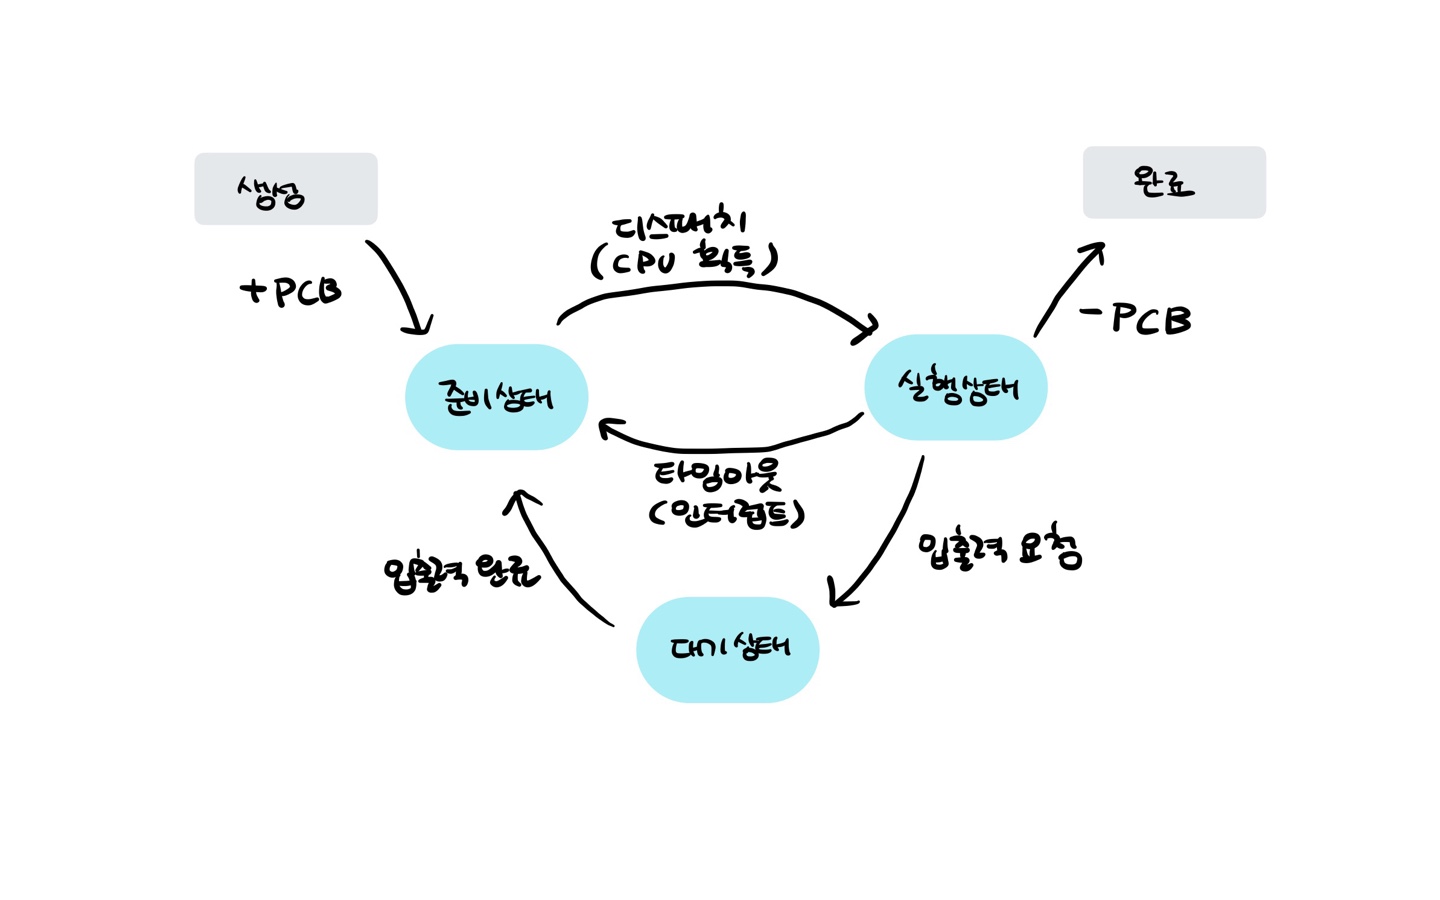 생성
완료
+PCB
디스패치
(CPU 획득)
-PCB
준비상태
실행상태
타임아웃
(인터럽트)
입출력 완료
입출력 요청
대기상태